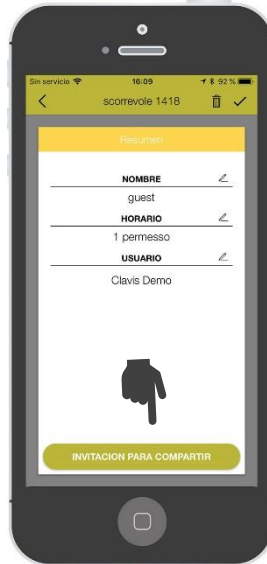 Sin servicio 16:09 92 %
scorrevole 1418
Resumen
NOMBRE
guest
HORARIO
1 permesso
USUARIO
Clavis Demo
INVITACION PARA COMPARTIR